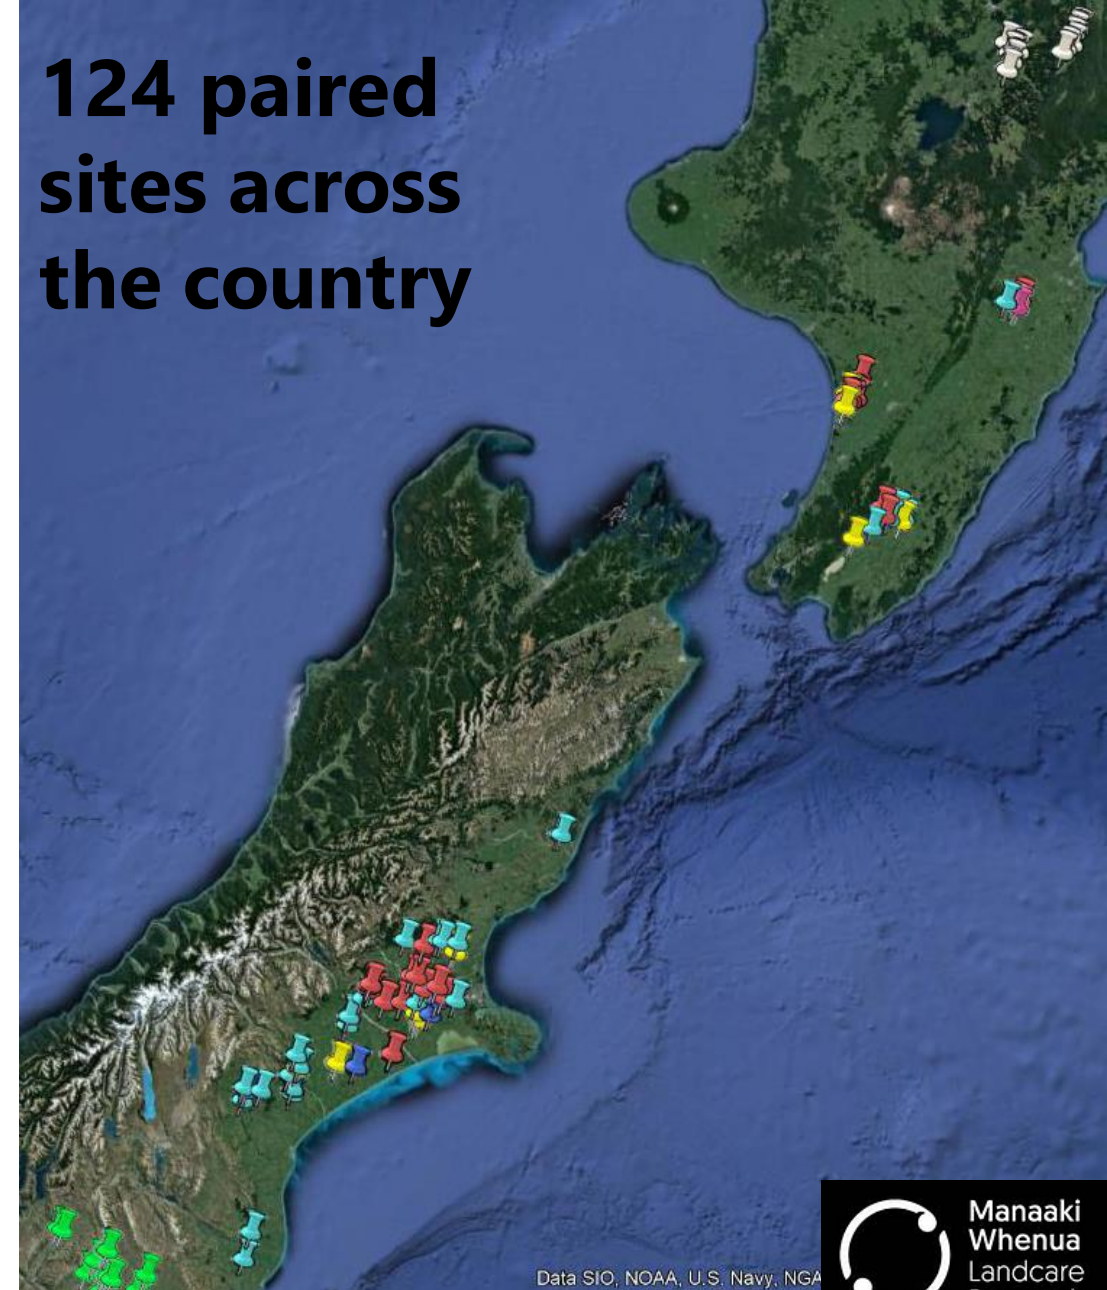 124 paired
sites across
the country
Data SIO, NOAA, U.S. Navy, NGA
Manaaki
Whenua
Landcare